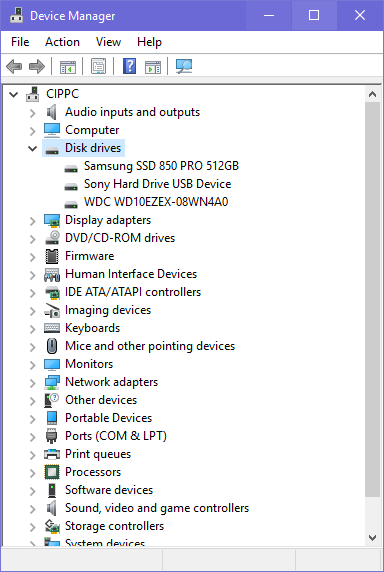 Device Manager
File Action View Help
CIPPC
Audio inputs and outputs
Computer
Disk drives
Samsung SSD 850 PRO 512GB
Sony Hard Drive USB Device
WDC WD10EZEX-08WN4A0
Display adapters
DVD/CD-ROM drives
Firmware
Human Interface Devices
IDE ATA/ATAPI controllers
Imaging devices
Keyboards
Mice and other pointing devices
Monitors
Network adapters
Other devices
Portable Devices
Ports (COM & LPT)
Print queues
Processors
Software devices
Sound, video and game controllers
Storage controllers
System devices